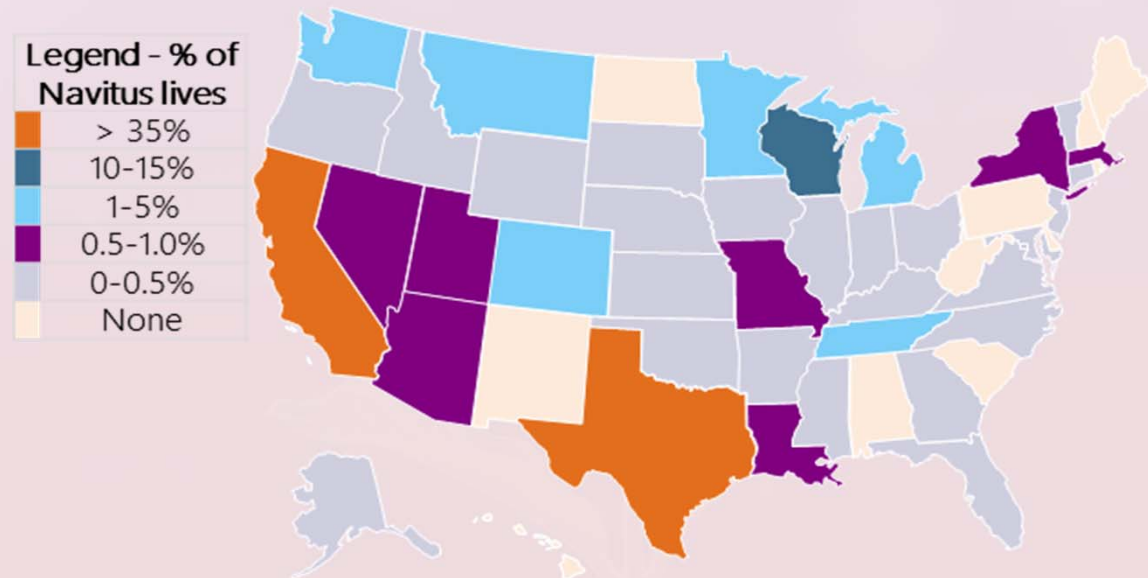 Legend - % of
Navitus lives
> 35%
10-15%
1-5%
0.5-1.0%
0-0.5%
None